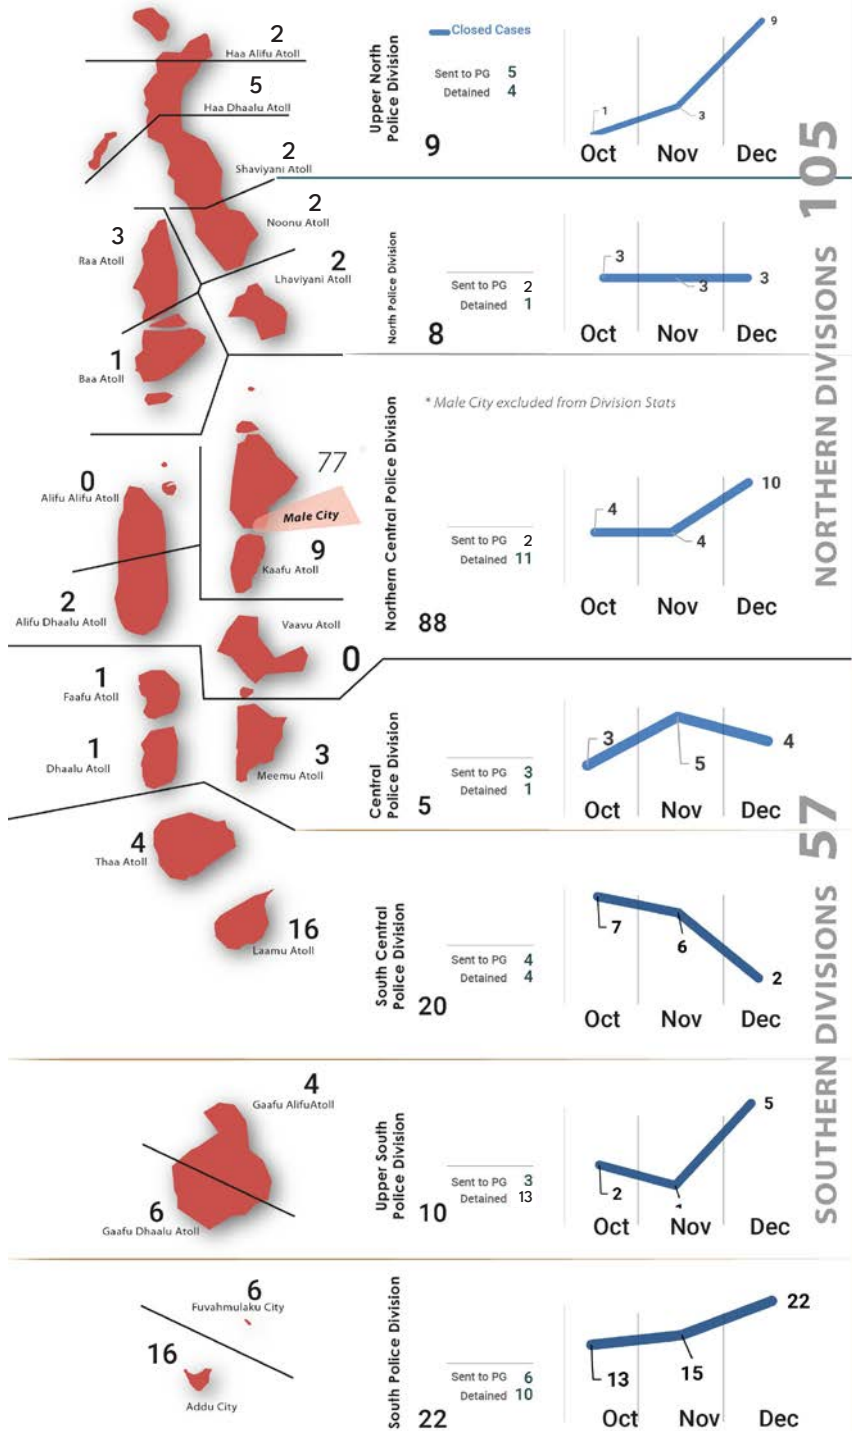 2
Haa Alifu Atoll
5
Haa Dhaalu Atoll
2
Shaviyani Atoll
2
Noonu Atoll
3
Raa Atoll
2
Lhaviyani Atoll
1
Baa Atoll
77
Male City
0
Alifu Alifu Atoll
9
Kaafu Atoll
2
Alifu Dhaalu Atoll
Vaavu Atoll
0
1
Faafu Atoll
1
Dhaalu Atoll
3
Meemu Atoll
4
Thaa Atoll
16
Laamu Atoll
4
Gaafu AlifuAtoll
6
Gaafu Dhaalu Atoll
6
Fuvahmulaku City
16
Addu City
Closed Cases
Upper North
Police Division
Sent to PG 5
Detained 4
9
1
3
9
Oct Nov Dec
North Police Division
Sent to PG 2
Detained 1
8
3
3
3
Oct Nov Dec
* Male City excluded from Division Stats
Northern Central Police Division
Sent to PG 2
Detained 11
88
4
4
10
Oct Nov Dec
NORTHERN DIVISIONS 105
Central
Police Division
Sent to PG 3
Detained 1
5
3
5
4
Oct Nov Dec
South Central
Police Division
Sent to PG 4
Detained 4
20
7
6
2
Oct Nov Dec
Upper South
Police Division
Sent to PG 3
Detained 13
10
2
5
Oct Nov Dec
South Police Division
Sent to PG 6
Detained 10
22
13
15
22
Oct Nov Dec
SOUTHERN DIVISIONS 57